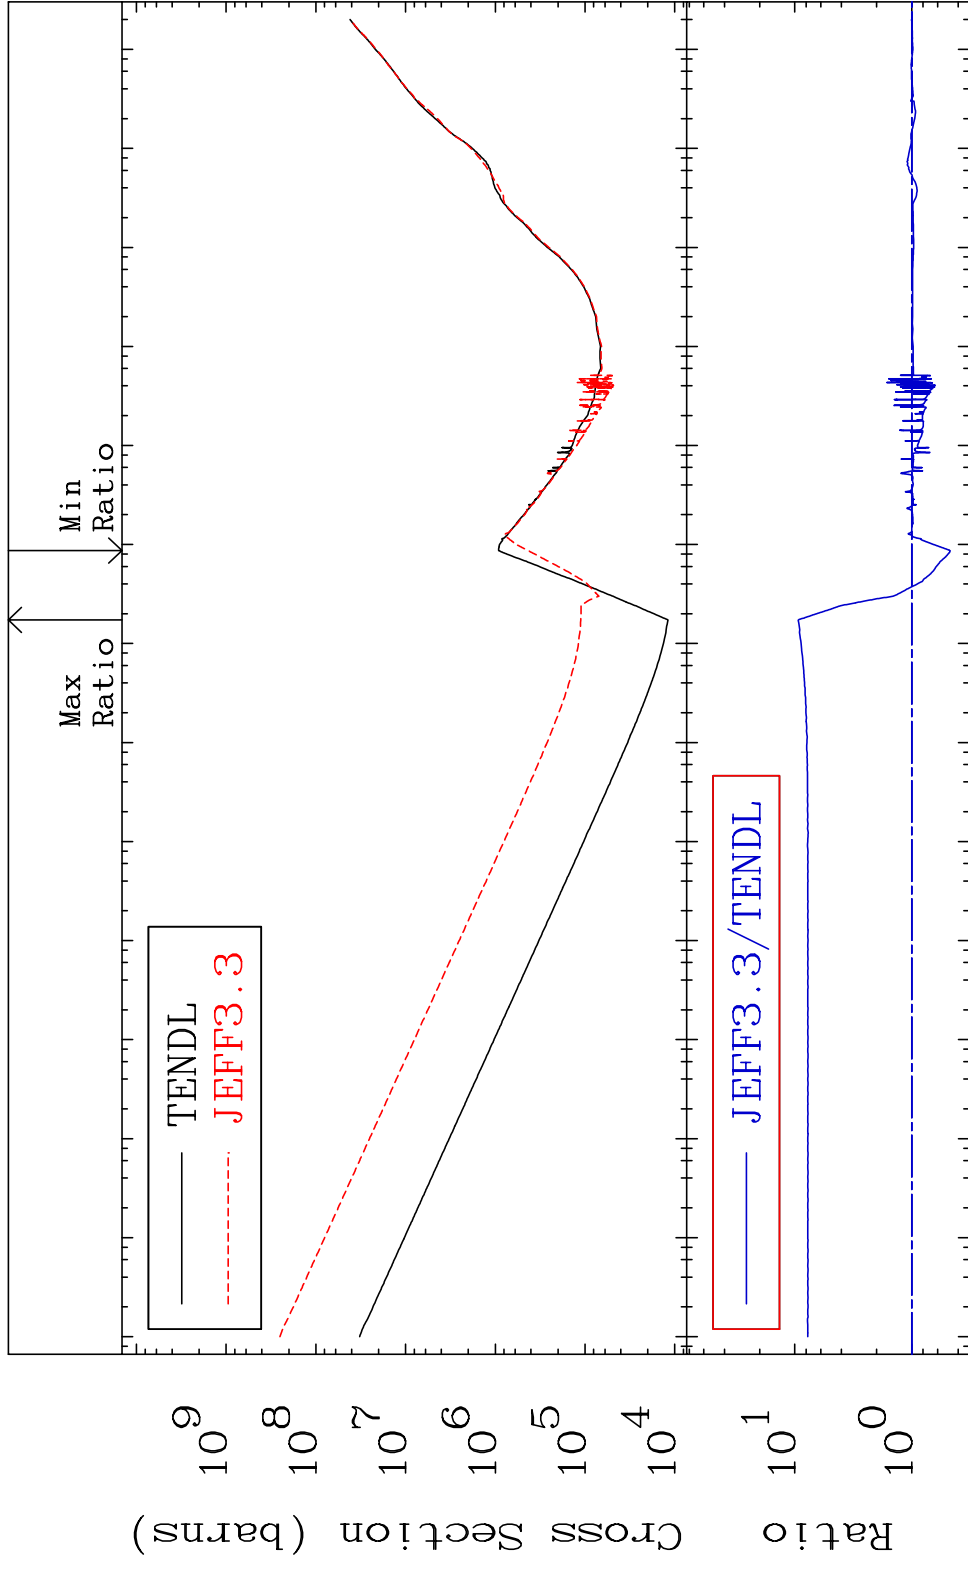 Max
Ratio
Min
Ratio
TENDL
JEFF3.3
10^9
10^8
10^7
10^6
10^5
10^4
Cross Section (barns)
JEFF3.3/TENDL
10^1
10^0
Ratio